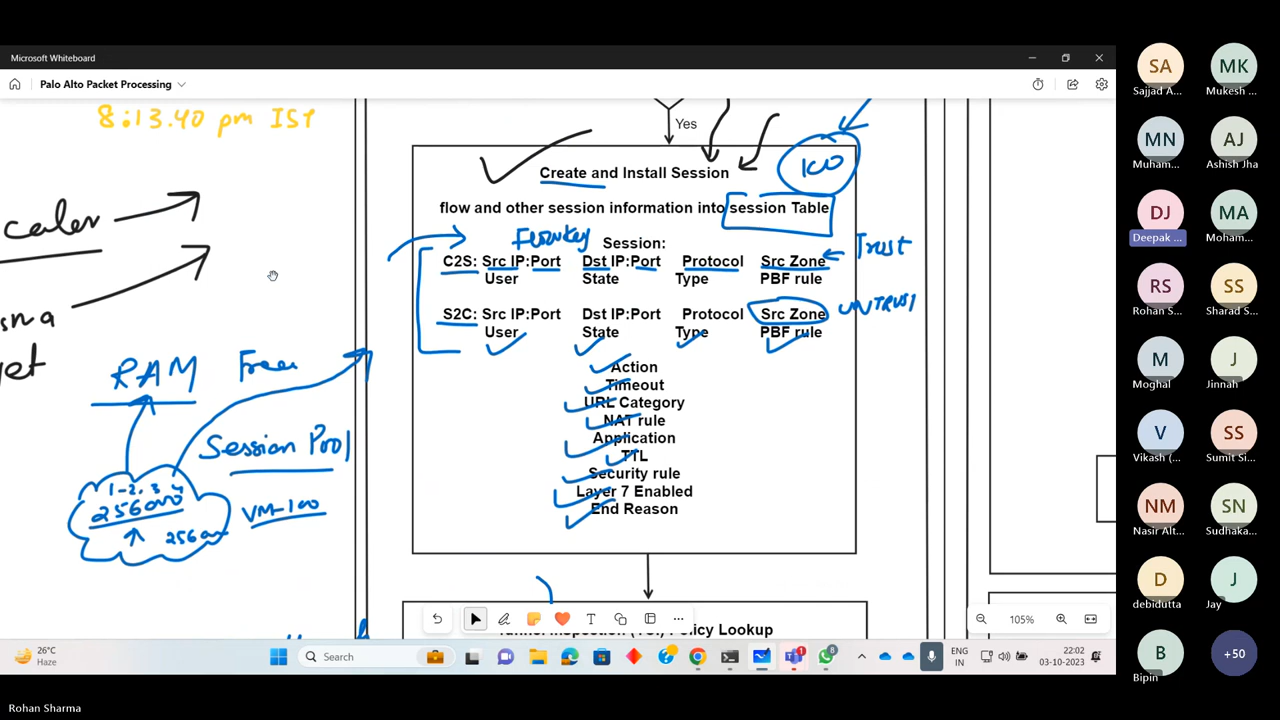 Microsoft Whiteboard
Palo Alto Packet Processing
8:13.40 pm IST
Yes
Create and Install Session
100
flow and other session information into session Table
Flowkey
Session:
Trust
C2S: Src IP:Port Dst IP:Port Protocol Src Zone
User State Type PBF rule
S2C: Src IP:Port Dst IP:Port Protocol Src Zone
UNTRUST
User State Type PBF rule
Action
Timeout
URL Category
NAT rule
Application
TTL
Security rule
Layer 7 Enabled
End Reason
RAM Free
Session Pool
1-2, 3, 4
256000
VM-100
Policy Lookup
105%
SA
Sajjad A...
MK
Mukesh ...
MN
Muham...
AJ
Ashish Jha
DJ
Deepak ...
MA
Moham...
RS
Rohan S...
SS
Sharad S...
M
Moghal
J
Jinnah
V
Vikash (...
SS
Sumit Si...
NM
Nasir Alt...
SN
Sudhaka...
D
debidutta
J
Jay
B
Bipin
+50
26°C
Haze
Search
1
8
ENG
IN
22:02
03-10-2023
Rohan Sharma